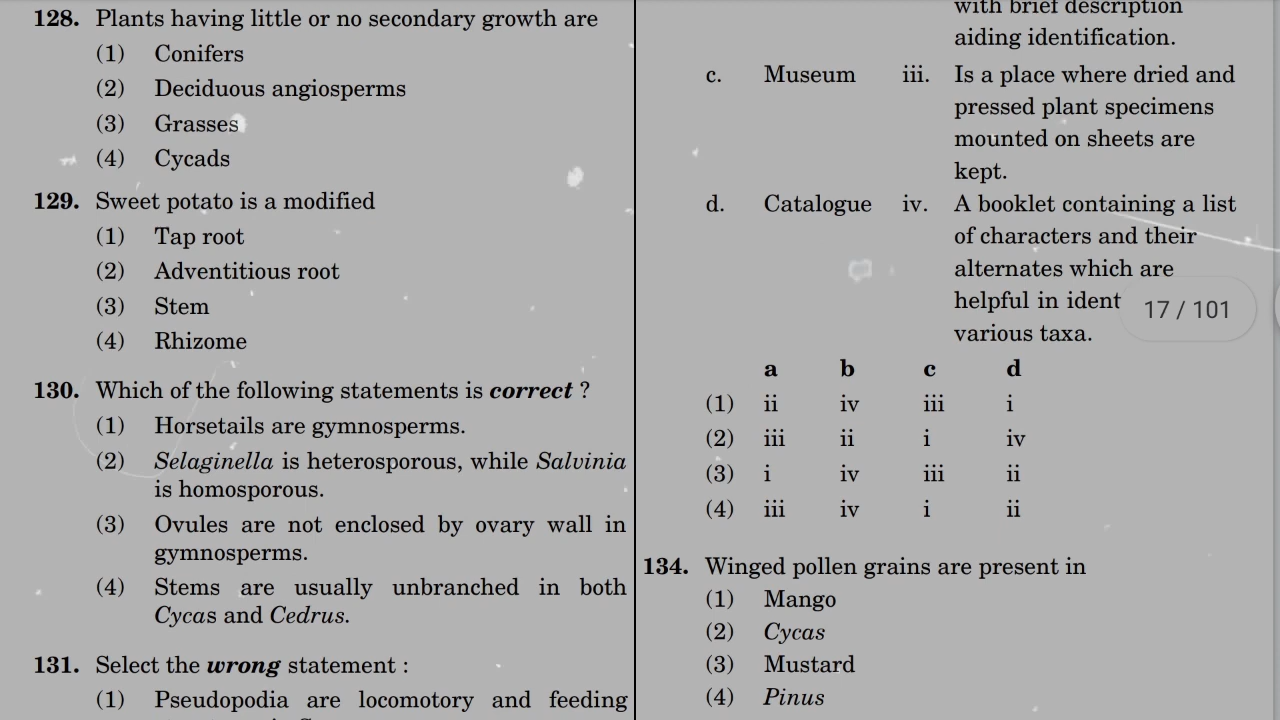 128. Plants having little or no secondary growth are
(1) Conifers
(2) Deciduous angiosperms
(3) Grasses
(4) Cycads
129. Sweet potato is a modified
(1) Tap root
(2) Adventitious root
(3) Stem
(4) Rhizome
130. Which of the following statements is correct ?
(1) Horsetails are gymnosperms.
(2) Selaginella is heterosporous, while Salvinia
is homosporous.
(3) Ovules are not enclosed by ovary wall in
gymnosperms.
(4) Stems are usually unbranched in both
Cycas and Cedrus.
131. Select the wrong statement :
(1) Pseudopodia are locomotory and feeding
with brief description
aiding identification.
c. Museum iii. Is a place where dried and
pressed plant specimens
mounted on sheets are
kept.
d. Catalogue iv. A booklet containing a list
of characters and their
alternates which are
helpful in ident
various taxa.
17 / 101
a b c d
(1) ii iv iii i
(2) iii ii i iv
(3) i iv iii ii
(4) iii iv i ii
134. Winged pollen grains are present in
(1) Mango
(2) Cycas
(3) Mustard
(4) Pinus